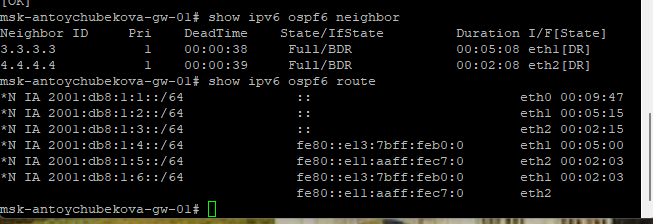 [OK]
msk-antoychubekova-gw-01# show ipv6 ospf6 neighbor
Neighbor ID     Pri    DeadTime    State/IfState         Duration I/F[State]
3.3.3.3           1    00:00:38     Full/BDR             00:05:08 eth1[DR]
4.4.4.4           1    00:00:39     Full/BDR             00:02:08 eth2[DR]
msk-antoychubekova-gw-01# show ipv6 ospf6 route
*N IA 2001:db8:1:1::/64              ::                        eth0 00:09:47
*N IA 2001:db8:1:2::/64              ::                        eth1 00:05:15
*N IA 2001:db8:1:3::/64              ::                        eth2 00:02:15
*N IA 2001:db8:1:4::/64              fe80::e13:7bff:feb0:0     eth1 00:05:00
*N IA 2001:db8:1:5::/64              fe80::e11:aaff:fec7:0     eth2 00:02:03
*N IA 2001:db8:1:6::/64              fe80::e13:7bff:feb0:0     eth1 00:02:03
                                     fe80::e11:aaff:fec7:0     eth2
msk-antoychubekova-gw-01#